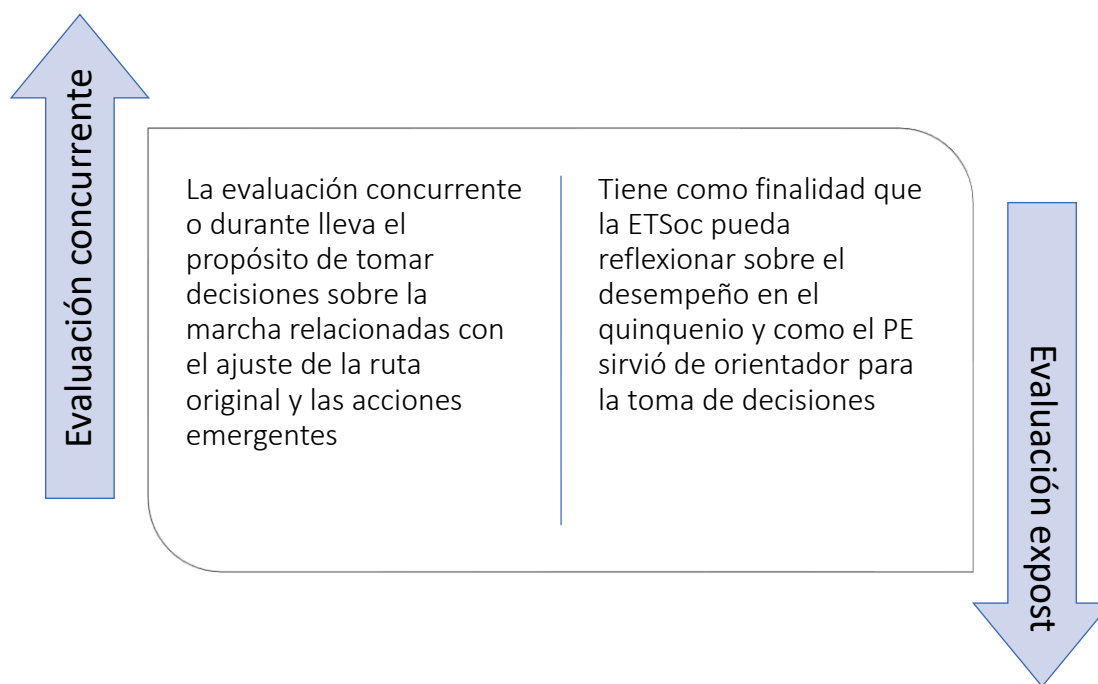 Evaluación concurrente
La evaluación concurrente
o durante lleva el
propósito de tomar
decisiones sobre la
marcha relacionadas con
el ajuste de la ruta
original y las acciones
emergentes
Tiene como finalidad que
la ETSoc pueda
reflexionar sobre el
desempeño en el
quinquenio y como el PE
sirvió de orientador para
la toma de decisiones
Evaluación expost